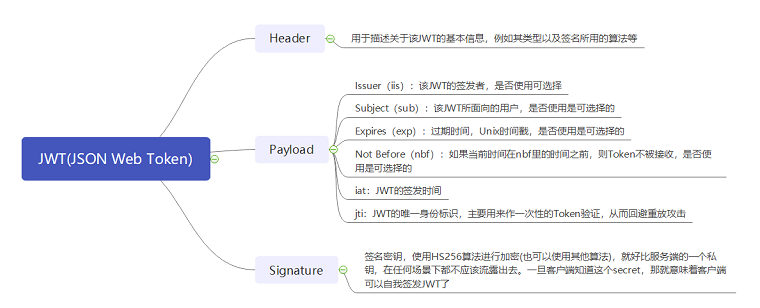 JWT(JSON Web Token)
Header
用于描述关于该JWT的基本信息，例如其类型以及签名所用的算法等
Payload
Issuer（iis）：该JWT的签发者，是否使用可选择
Subject（sub）：该JWT所面向的用户，是否使用是可选择的
Expires（exp）：过期时间，Unix时间戳，是否使用是可选择的
Not Before（nbf）：如果当前时间在nbf里的时间之前，则Token不被接收，是否使
用是可选择的
iat：JWT的签发时间
jti：JWT的唯一身份标识，主要用来作一次性的Token验证，从而回避重放攻击
Signature
签名密钥，使用HS256算法进行加密(也可以使用其他算法)，就好比服务端的一个私
钥，在任何场景下都不应该流露出去。一旦客户端知道这个secret，那就意味着客户端
可以自我签发JWT了